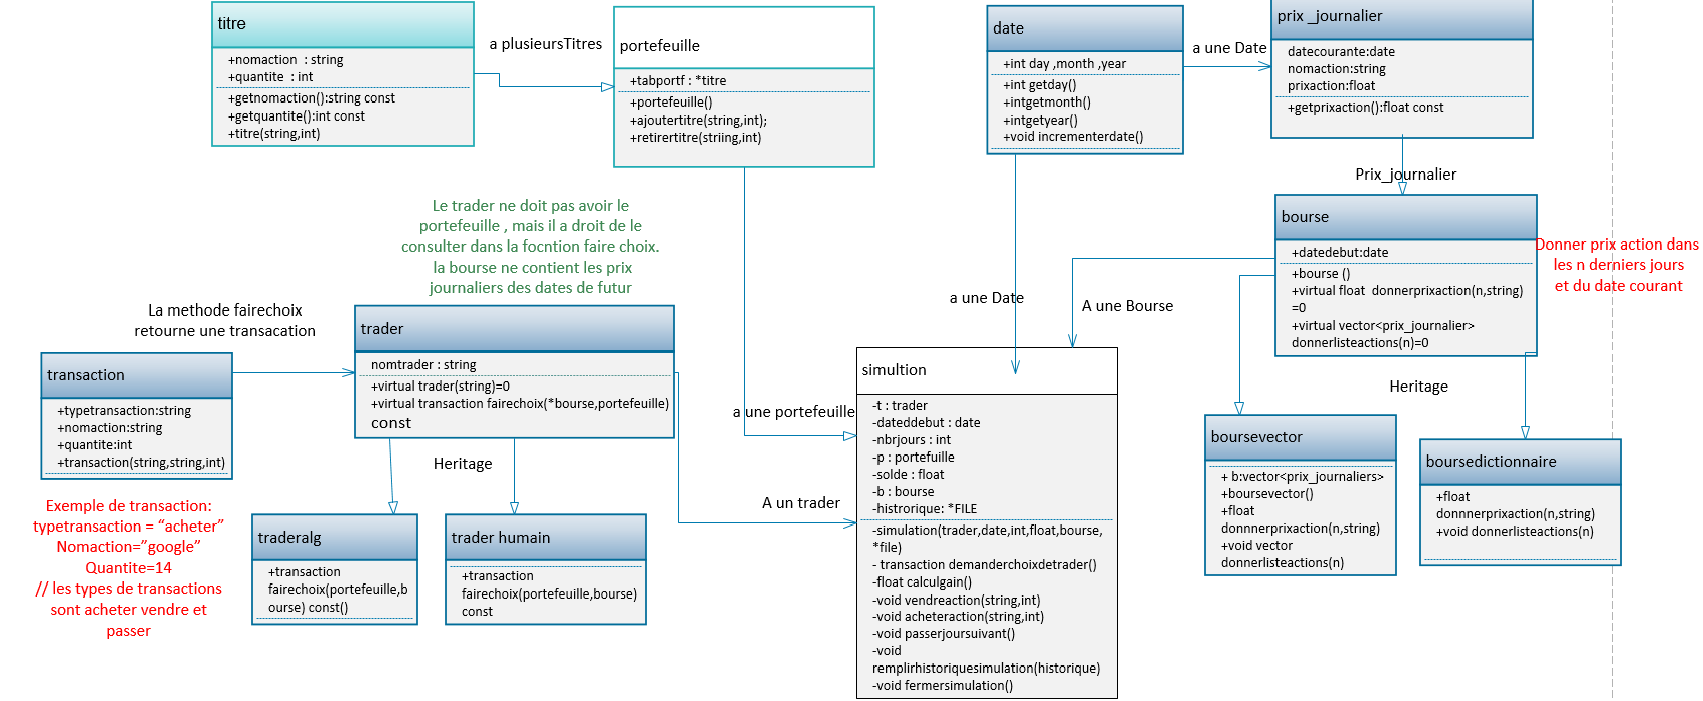 titre
+nomaction : string
+quantite : int
+getnomaction():string const
+getquantite():int const
+titre(string,int)
a plusieursTitres
portefeuille
+tabportf : *titre
+portefeuille()
+ajoutertitre(string,int);
+retirertitre(striing,int)
date
+int day ,month ,year
+int getday()
+intgetmonth()
+intgetyear()
+void incrementerdate()
a une Date
prix _journalier
datecourante:date
nomaction:string
prixaction:float
+getprixaction():float const
Prix_journalier
bourse
+datedebut:date
+bourse ()
+virtual float donnerprixaction(n,string)
=0
+virtual vector<prix_journalier>
donnerlisteactions(n)=0
Donner prix action dans
les n derniers jours
et du date courant
Le trader ne doit pas avoir le
portefeuille , mais il a droit de le
consulter dans la focntion faire choix.
la bourse ne contient les prix
journaliers des dates de futur
La methode fairechoix
retourne une transacation
transaction
+typetransaction:string
+nomaction:string
+quantite:int
+transaction(string,string,int)
trader
nomtrader : string
+virtual trader(string)=0
+virtual transaction fairechoix(*bourse,portefeuille)
const
a une Date
A une Bourse
a une portefeuille
A un trader
Heritage
Heritage
simultion
-t : trader
-dateddebut : date
-nbrjours : int
-p : portefuille
-solde : float
-b : bourse
-histrorique: *FILE
-simulation(trader,date,int,float,bourse,
*file)
- transaction demanderchoixdetrader()
-float calculgain()
-void vendreaction(string,int)
-void acheteraction(string,int)
-void passerjoursuivant()
-void
remplirhistoriquesimulation(historique)
-void fermersimulation()
boursevector
+ b:vector<prix_journaliers>
+boursevector()
+float
donnnerprixaction(n,string)
+void vector
donnerlisteactions(n)
boursedictionnaire
+float
donnnerprixaction(n,string)
+void donnerlisteactions(n)
Exemple de transaction:
typetransaction = “acheter”
Nomaction=”google”
Quantite=14
// les types de transactions
sont acheter vendre et
passer
traderalg
+transaction
fairechoix(portefeuille,b
ourse) const()
trader humain
+transaction
fairechoix(portefeuille,bourse)
const